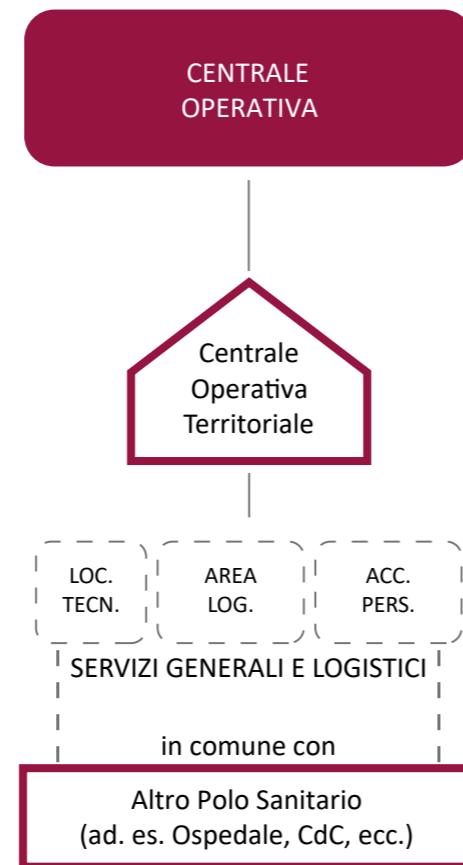 CENTRALE
OPERATIVA
Centrale
Operativa
Territoriale
LOC.
TECN.
AREA
LOG.
ACC.
PERS.
SERVIZI GENERALI E LOGISTICI
in comune con
Altro Polo Sanitario
(ad. es. Ospedale, CdC, ecc.)